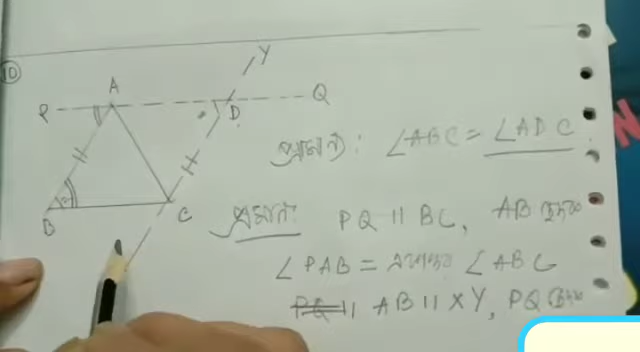 10
Y
A
P Q
D
প্রমাণ: ∠ABC = ∠ADC
B C
প্রমাণ: PQ || BC, AB ছেদক
∠PAB = একান্তর ∠ABC
AB || XY, PQ ছেদক